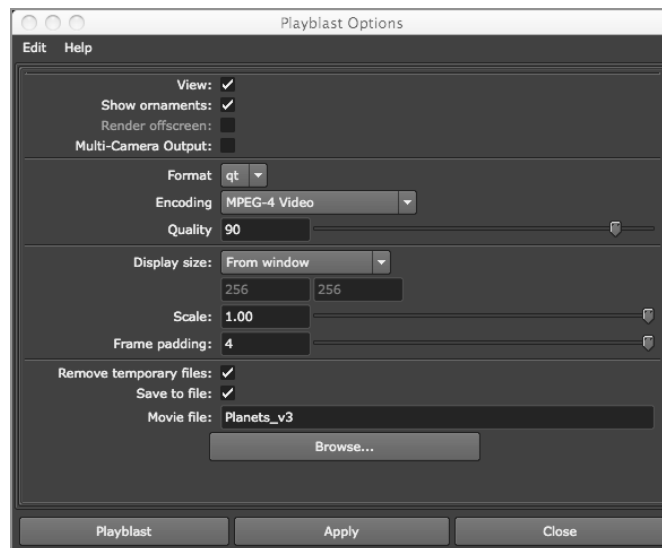 Playblast Options
Edit Help
View:
Show ornaments:
Render offscreen:
Multi-Camera Output:
Format qt
Encoding MPEG-4 Video
Quality 90
Display size: From window
256 256
Scale: 1.00
Frame padding: 4
Remove temporary files:
Save to file:
Movie file: Planets_v3
Browse...
Playblast Apply Close